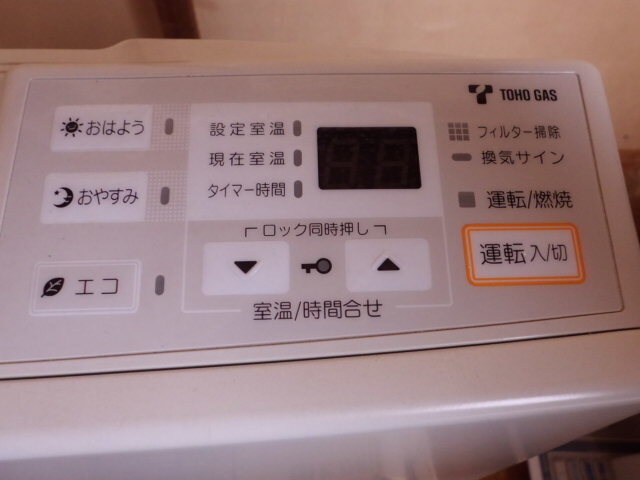 TOHO GAS
おはよう
おやすみ
エコ
設定室温
現在室温
タイマー時間
ロック同時押し
室温/時間合せ
フィルター掃除
換気サイン
運転/燃焼
運転 入/切